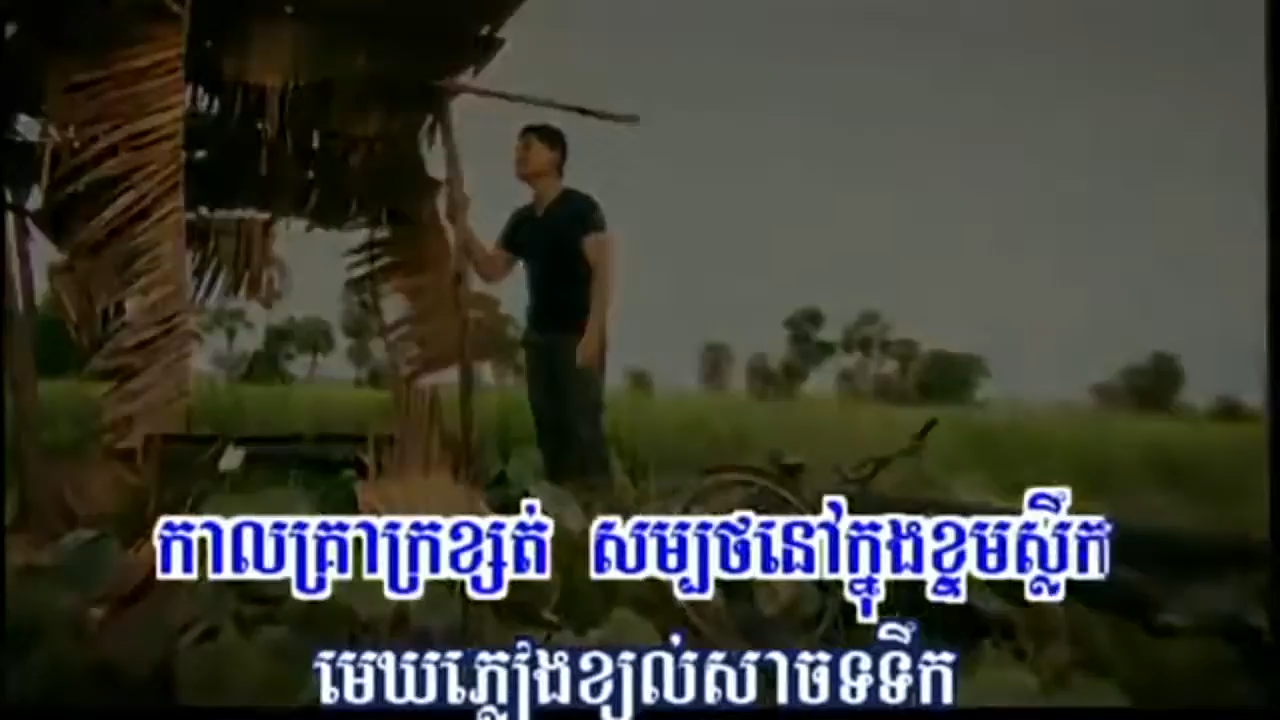 កាលគ្រាក្រខ្សត់ សម្បថនៅក្នុងខ្ទមស្លឹក
មេឃភ្លៀងខ្យល់សាចទទឹក